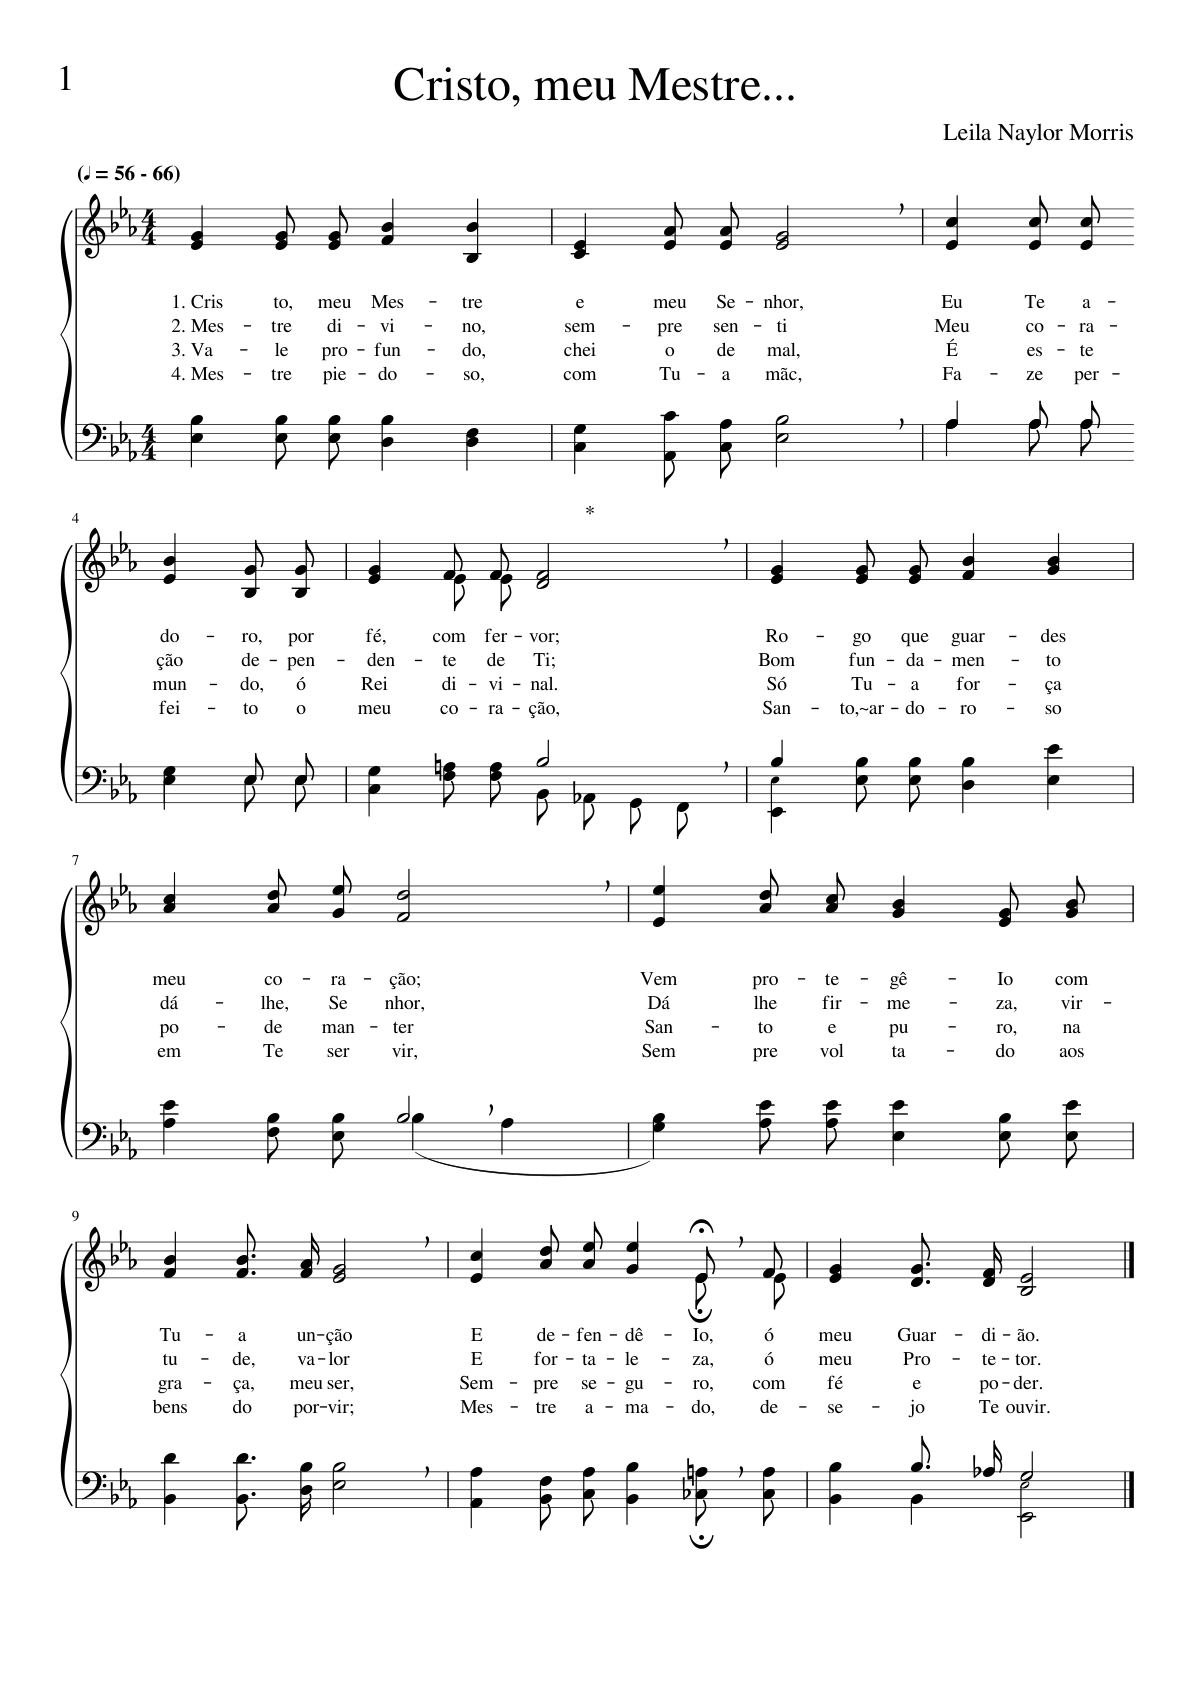 1
Cristo, meu Mestre...
Leila Naylor Morris
(♩ = 56 - 66)
1. Cris to, meu Mes - tre e meu Se - nhor, Eu Te a -
2. Mes - tre di - vi - no, sem - pre sen - ti Meu co - ra -
3. Va - le pro - fun - do, chei o de mal, É es - te
4. Mes - tre pie - do - so, com Tu - a mãc, Fa - ze per -
4
*
do - ro, por fé, com fer - vor; Ro - go que guar - des
ção de - pen - den - te de Ti; Bom fun - da - men - to
mun - do, ó Rei di - vi - nal. Só Tu - a for - ça
fei - to o meu co - ra - ção, San - to,~ar - do - ro - so
7
meu co - ra - ção; Vem pro - te - gê - Io com
dá - lhe, Se nhor, Dá lhe fir - me - za, vir -
po - de man - ter San - to e pu - ro, na
em Te ser vir, Sem pre vol ta - do aos
9
Tu - a un - ção E de - fen - dê - Io, ó meu Guar - di - ão.
tu - de, va - lor E for - ta - le - za, ó meu Pro - te - tor.
gra - ça, meu ser, Sem - pre se - gu - ro, com fé e po - der.
bens do por - vir; Mes - tre a - ma - do, de - se - jo Te ouvir.